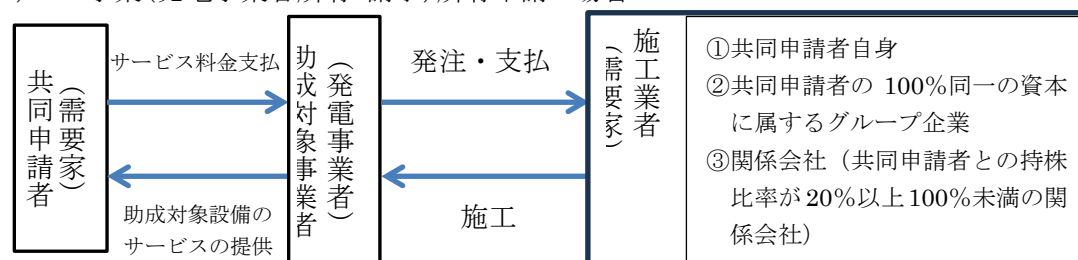 共同申請者
(需要家)
サービス料金支払
助成対象設備の
サービスの提供
助成対象事業者
(発電事業者)
発注・支払
施工
施工業者
(需要家)
①共同申請者自身
②共同申請者の 100%同一の資本
に属するグループ企業
③関係会社(共同申請者との持株
比率が 20%以上 100%未満の関
係会社)